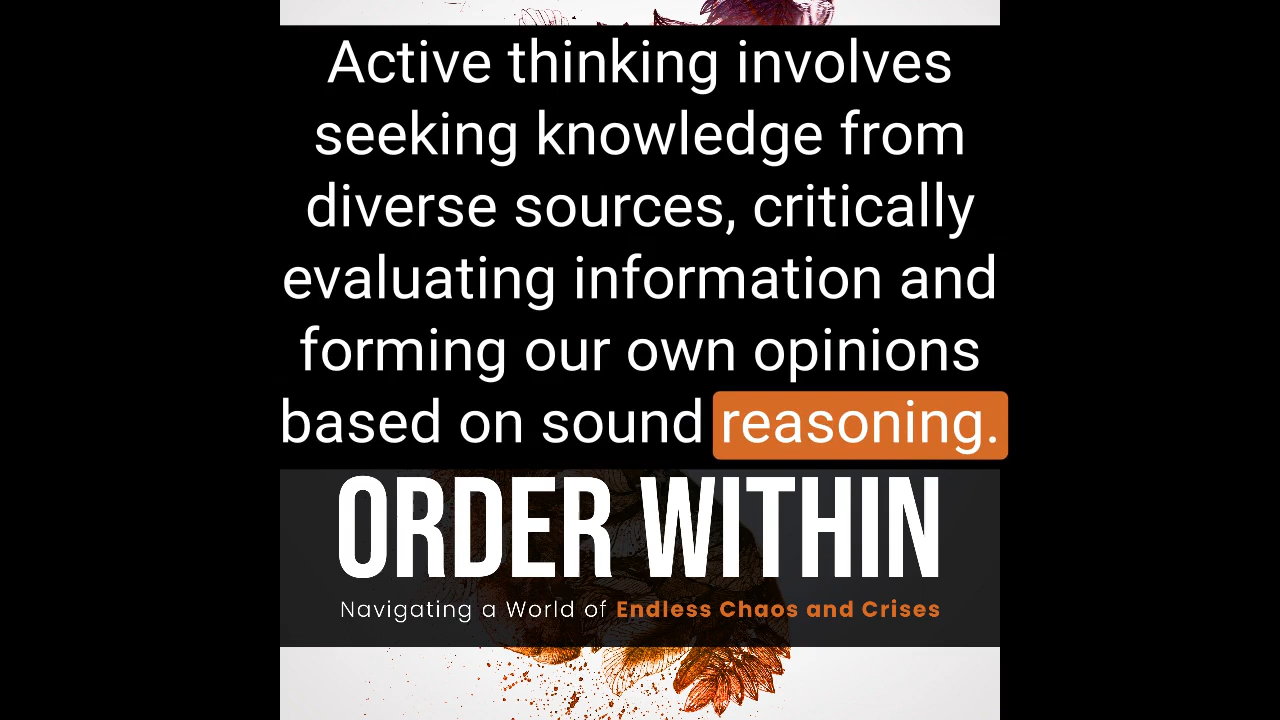 Active thinking involves
seeking knowledge from
diverse sources, critically
evaluating information and
forming our own opinions
based on sound reasoning.
ORDER WITHIN
Navigating a World of Endless Chaos and Crises